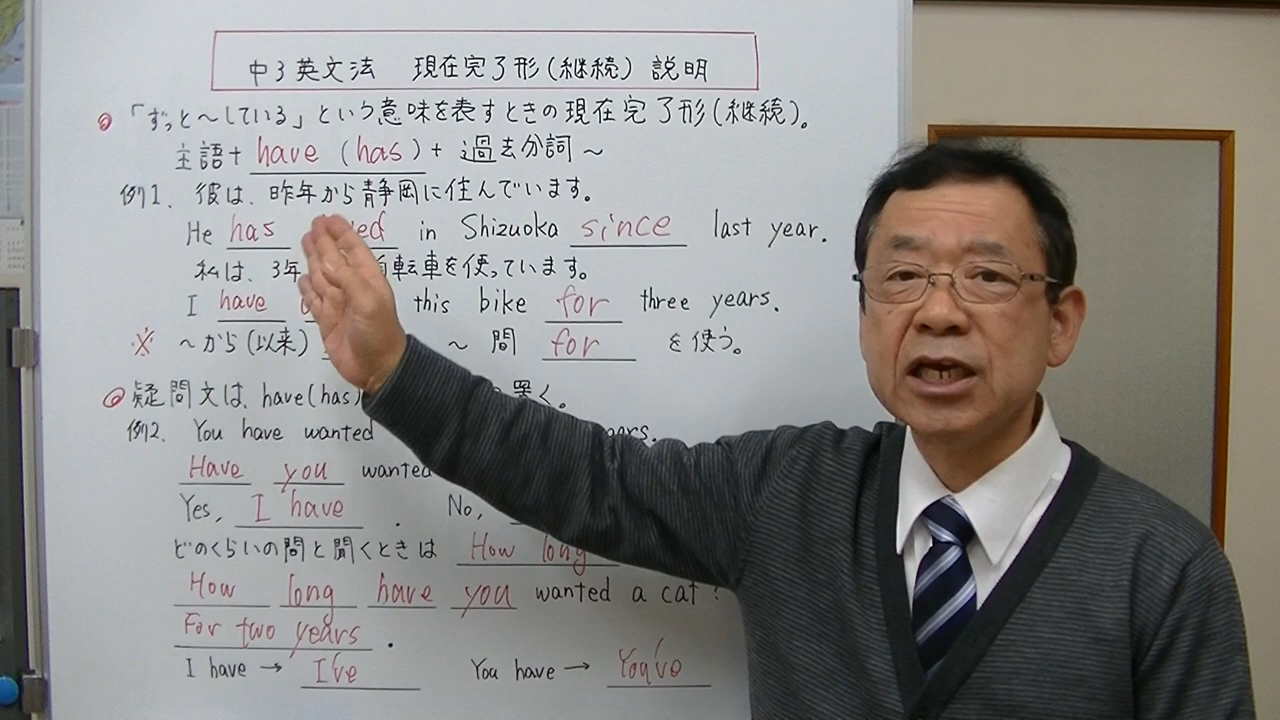 中3英文法 現在完了形(継続) 説明
「ずっと～している」という意味を表すときの現在完了形(継続)。
主語+ have (has) + 過去分詞 ～
例1. 彼は、昨年から静岡に住んでいます。
He has in Shizuoka since last year.
私は、3年 自転車を使っています。
I have this bike for three years.
※ ～から(以来) ～ 間 for を使う。
疑問文は、have(has) 置く。
例2. You have wanted
Have you wanted
Yes, I have . No,
どのくらいの間と聞くときは How long
How long have you wanted a cat?
For two years .
I have → I've You have → You've